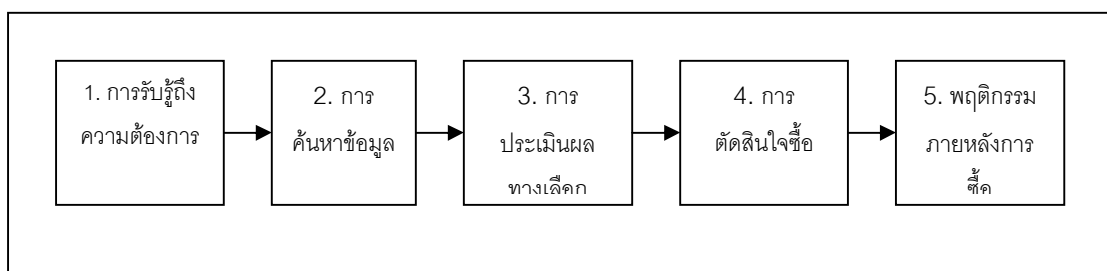 1. การรับรู้ถึง
ความต้องการ
2. การ
ค้นหาข้อมูล
3. การ
ประเมินผล
ทางเลือก
4. การ
ตัดสินใจซื้อ
5. พฤติกรรม
ภายหลังการ
ซื้อ